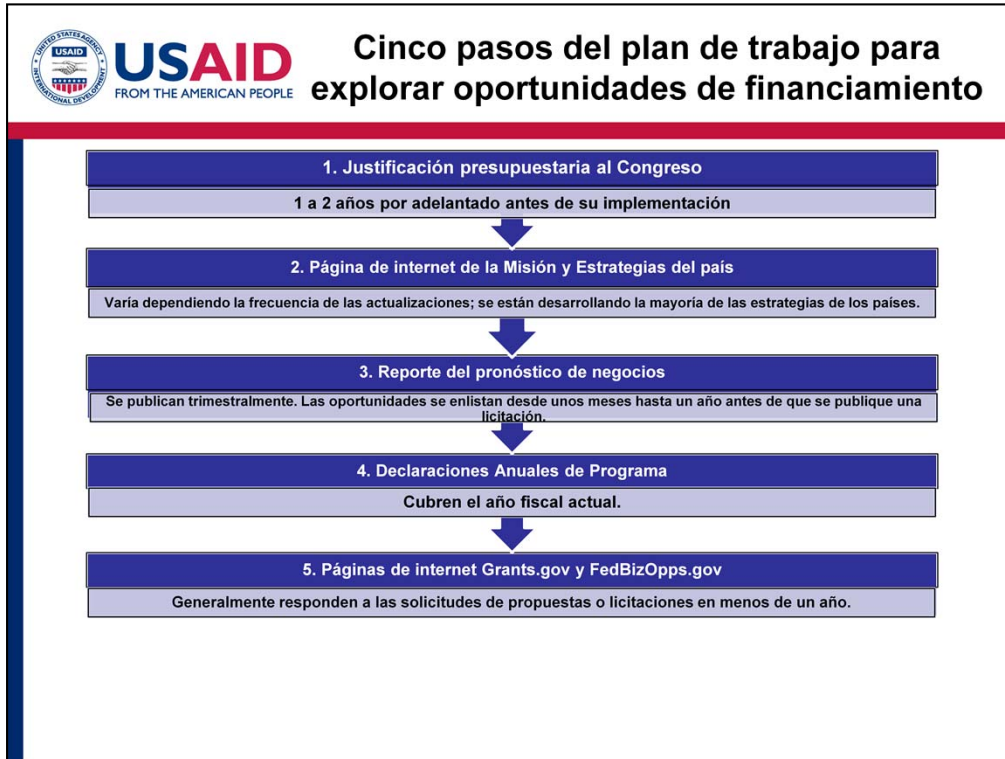 UNITED STATES AGENCY
USAID
INTERNATIONAL DEVELOPMENT
USAID
FROM THE AMERICAN PEOPLE
Cinco pasos del plan de trabajo para
explorar oportunidades de financiamiento
1. Justificación presupuestaria al Congreso
1 a 2 años por adelantado antes de su implementación
2. Página de internet de la Misión y Estrategias del país
Varía dependiendo la frecuencia de las actualizaciones; se están desarrollando la mayoría de las estrategias de los países.
3. Reporte del pronóstico de negocios
Se publican trimestralmente. Las oportunidades se enlistan desde unos meses hasta un año antes de que se publique una
licitación.
4. Declaraciones Anuales de Programa
Cubren el año fiscal actual.
5. Páginas de internet Grants.gov y FedBizOpps.gov
Generalmente responden a las solicitudes de propuestas o licitaciones en menos de un año.